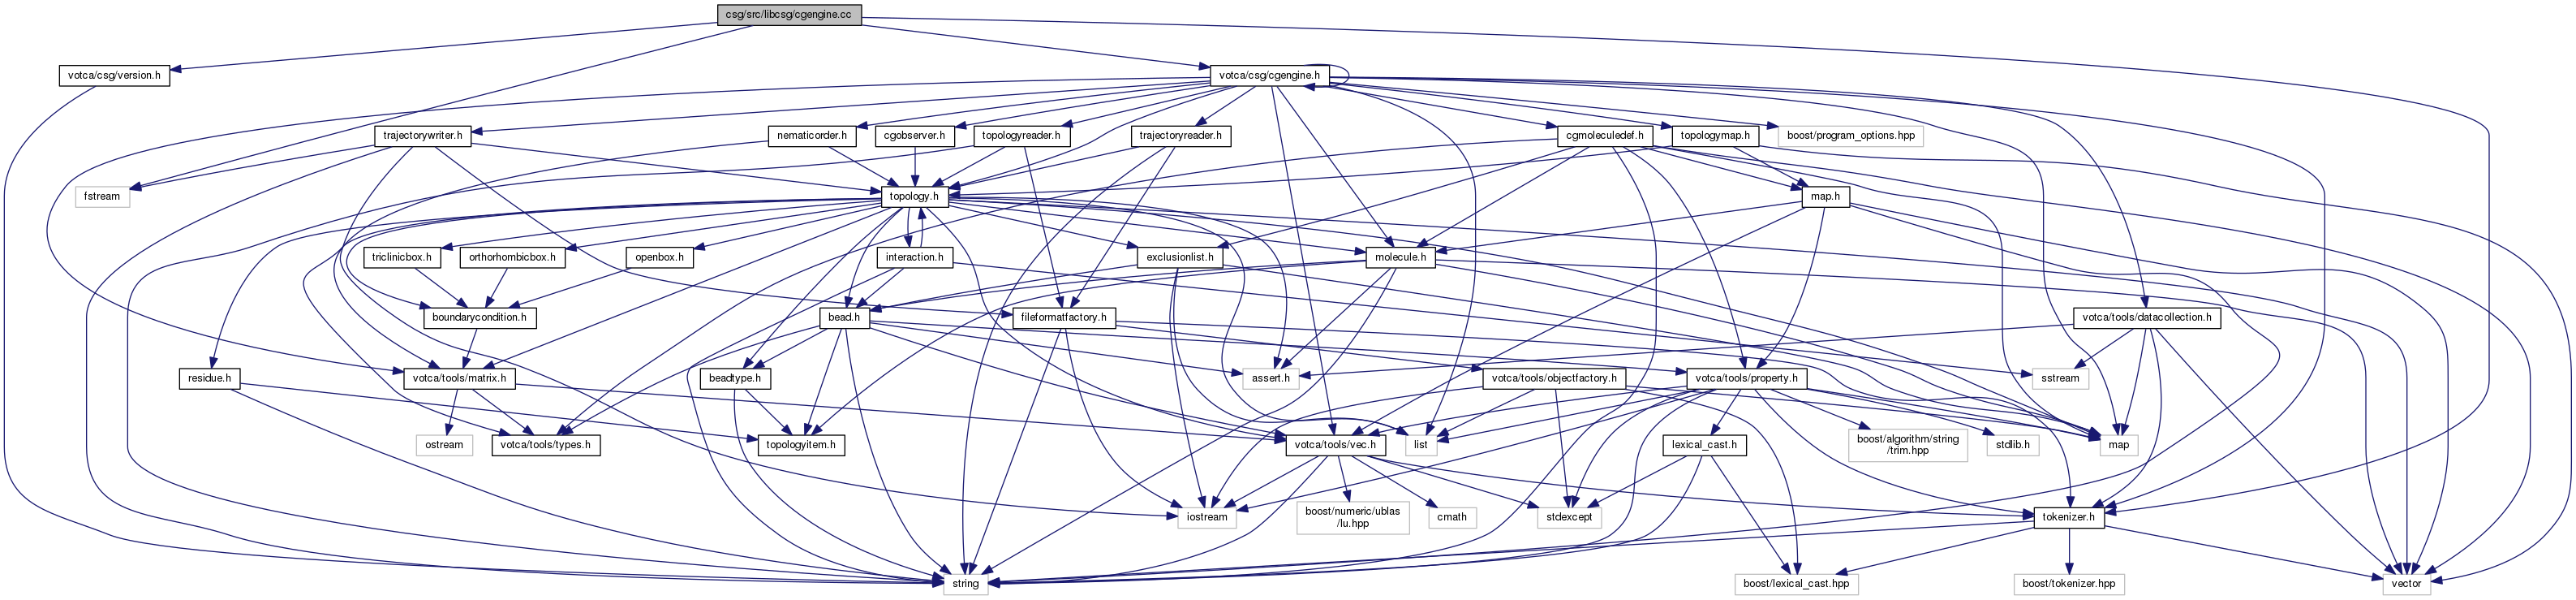 csg/src/libcsg/cgengine.cc
votca/csg/version.h
votca/csg/cgengine.h
trajectorywriter.h
nematicorder.h
cgobserver.h
topologyreader.h
trajectoryreader.h
cgmoleculedef.h
topologymap.h
boost/program_options.hpp
fstream
topology.h
map.h
triclinicbox.h
orthorhombicbox.h
openbox.h
interaction.h
exclusionlist.h
molecule.h
boundarycondition.h
bead.h
fileformatfactory.h
votca/tools/datacollection.h
residue.h
votca/tools/matrix.h
beadtype.h
assert.h
votca/tools/objectfactory.h
votca/tools/property.h
sstream
ostream
votca/tools/types.h
topologyitem.h
votca/tools/vec.h
list
lexical_cast.h
boost/algorithm/string
/trim.hpp
stdlib.h
map
iostream
boost/numeric/ublas
/lu.hpp
cmath
stdexcept
tokenizer.h
string
boost/lexical_cast.hpp
boost/tokenizer.hpp
vector